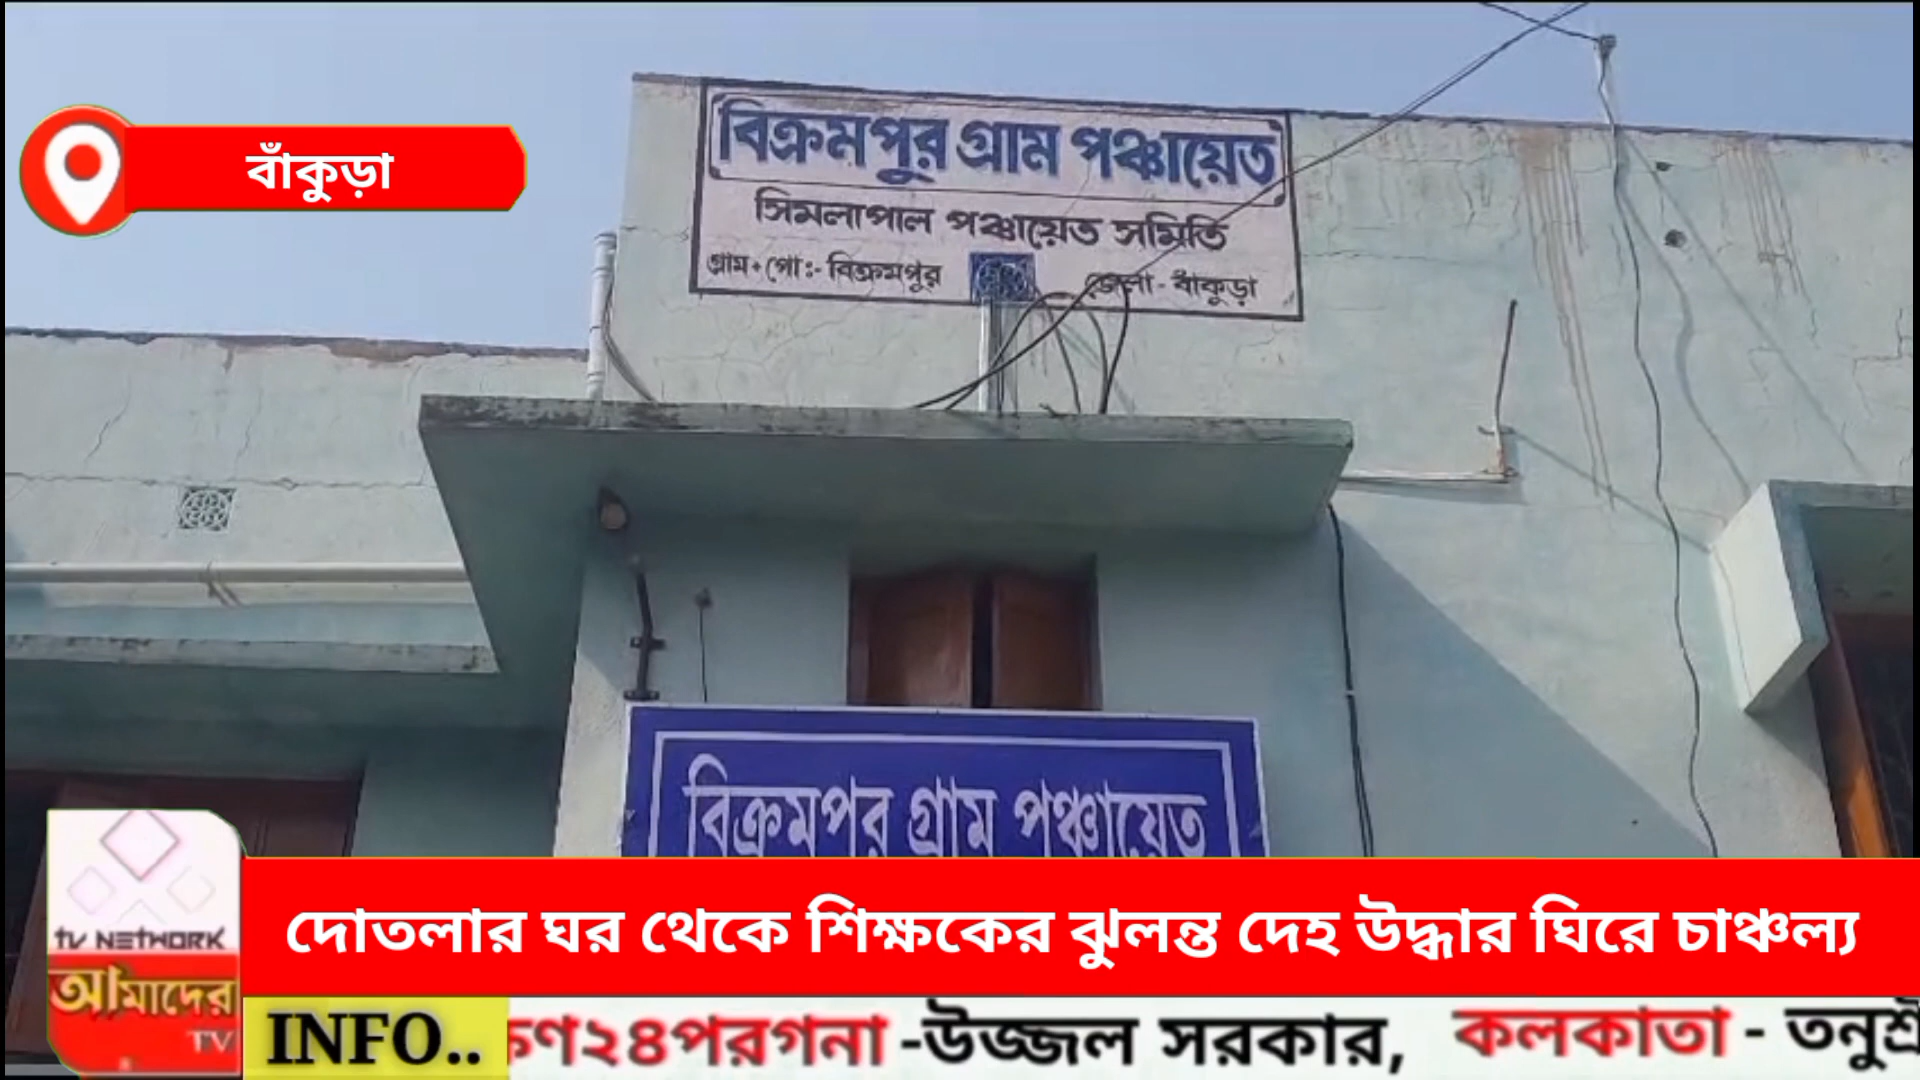 বিক্রমপুর গ্রাম পঞ্চায়েত
সিমলাপাল পঞ্চায়েত সমিতি
গ্রাম+পোঃ- বিক্রমপুর জেলা - বাঁকুড়া
বাঁকুড়া
বিক্রমপুর গ্রাম পঞ্চায়েত
tv NETWORK
আমাদের
TV
দোতলার ঘর থেকে শিক্ষকের ঝুলন্ত দেহ উদ্ধার ঘিরে চাঞ্চল্য
INFO.. ২৪পরগনা -উজ্জল সরকার, কলকাতা -